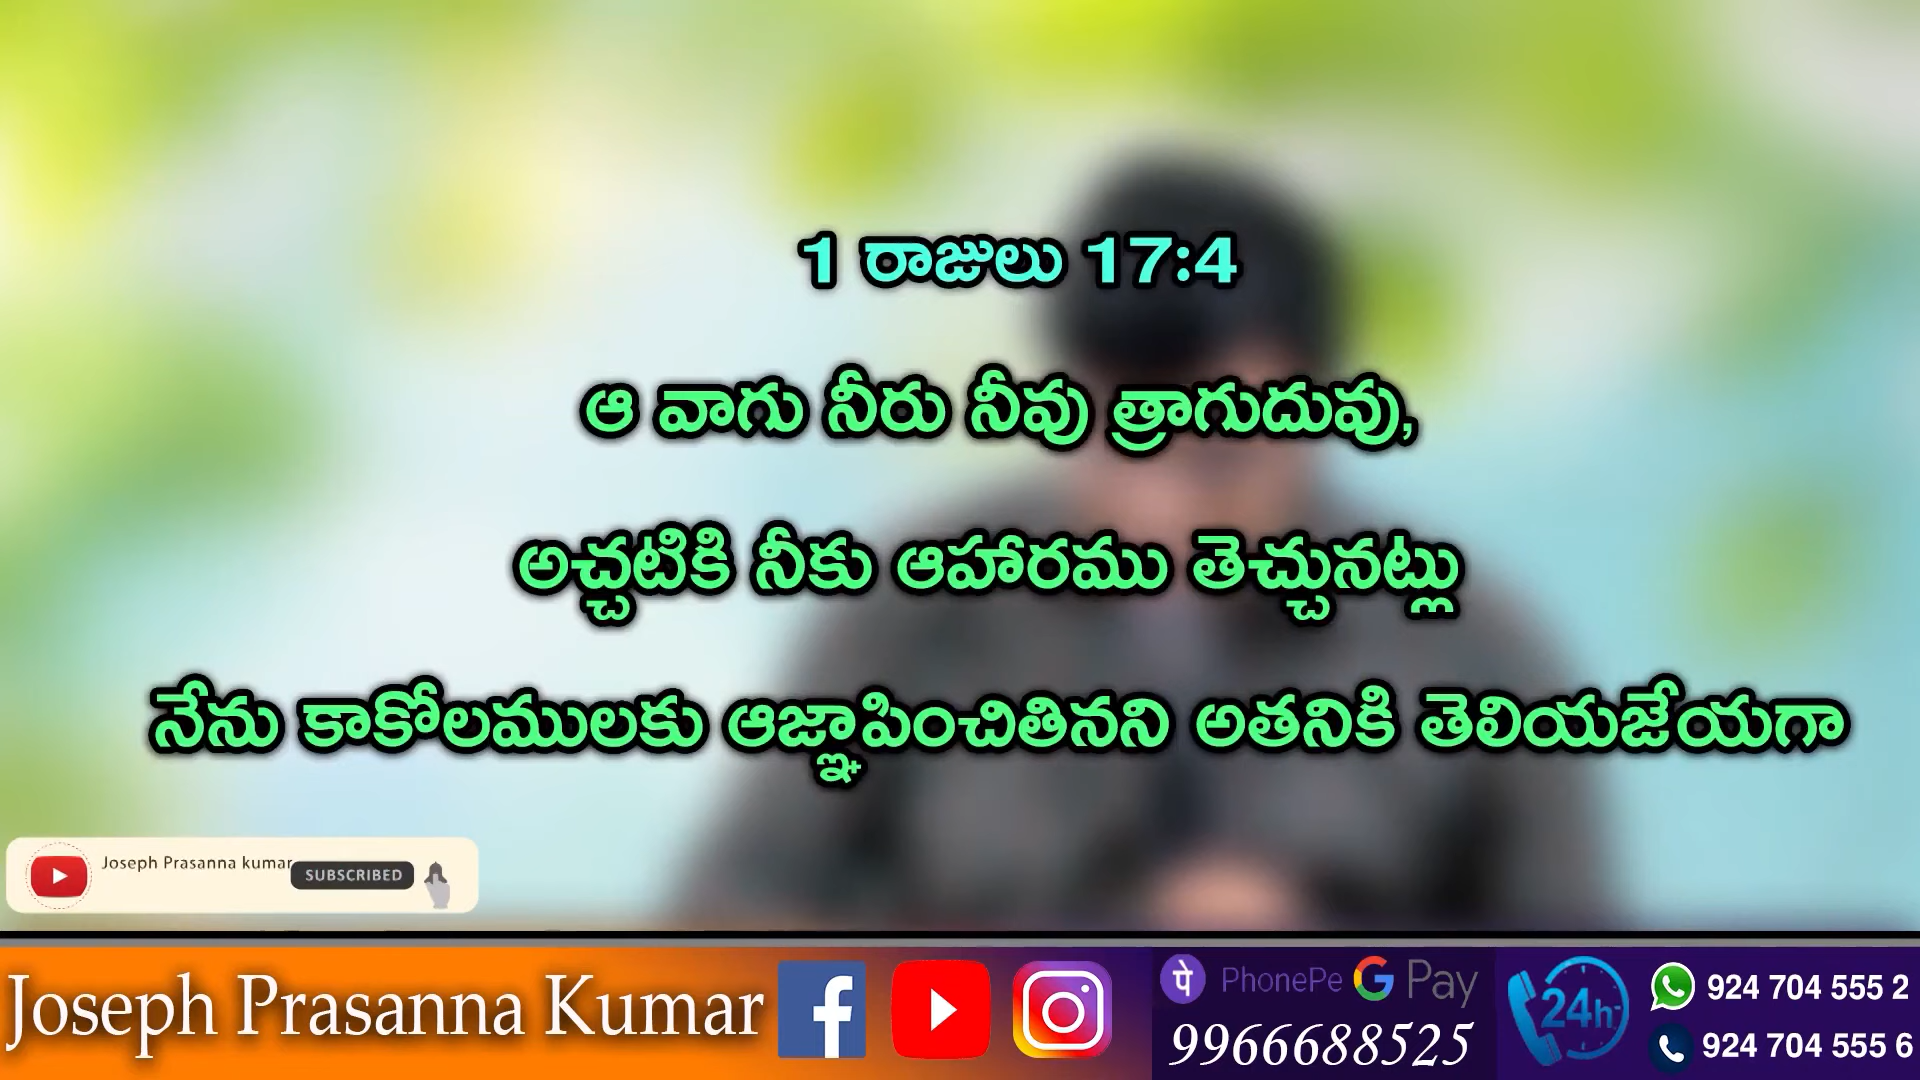 1 రాజులు 17:4
ఆ వాగు నీరు నీవు త్రాగుదువు,
అచ్చటికి నీకు ఆహారము తెచ్చునట్లు
నేను కాకోలములకు ఆజ్ఞాపించితినని అతనికి తెలియజేయగా
Joseph Prasanna kumar
SUBSCRIBED
Joseph Prasanna Kumar
पे PhonePe G Pay
9966688525
24h
924 704 555 2
924 704 555 6